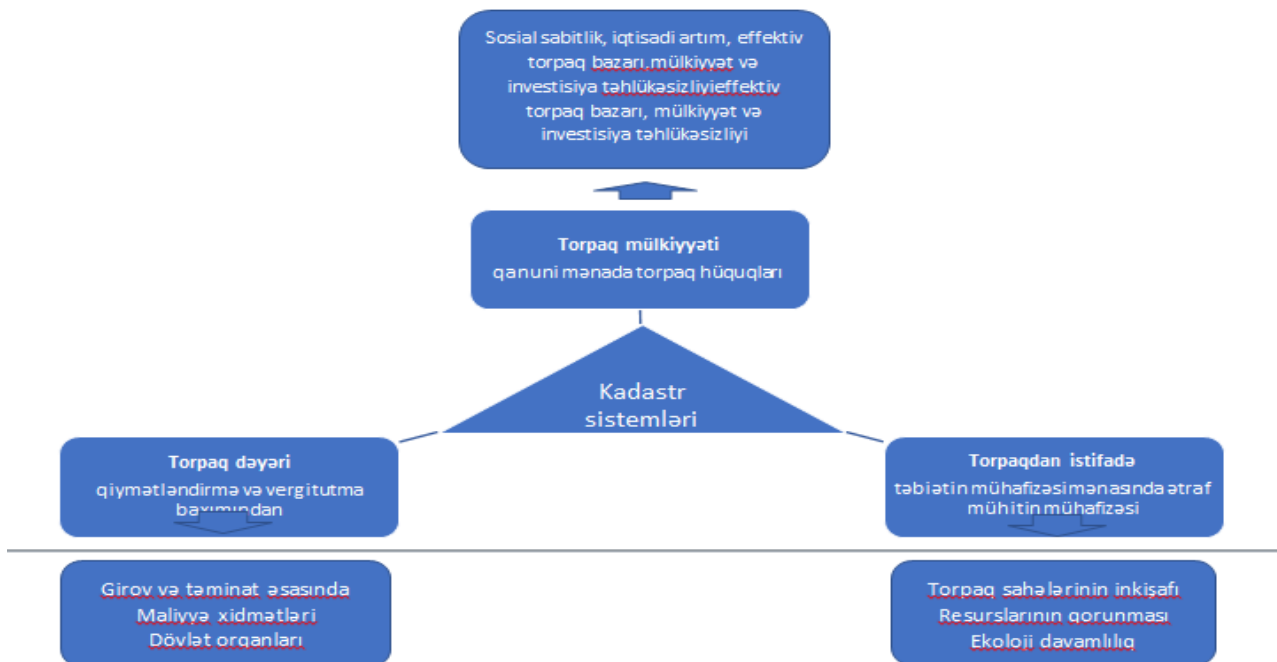 Sosial sabitlik, iqtisadi artım, effektiv
torpaq bazarı.mülkiyyət və
investisiya təhlükəsizliyieffektiv
torpaq bazarı, mülkiyyət və
investisiya təhlükəsizliyi
Torpaq mülkiyyəti
qanuni mənada torpaq hüquqları
Kadastr
sistemləri
Torpaq dəyəri
qiymətləndirmə və vergitutma
baxımından
Torpaqdan istifadə
təbiətin mühafizəsi mənasında ətraf
mühitin mühafizəsi
Girov və təminat əsasında
Maliyyə xidmətləri
Dövlət orqanları
Torpaq sahələrinin inkişafı
Resurslarının qorunması
Ekoloji davamlılıq